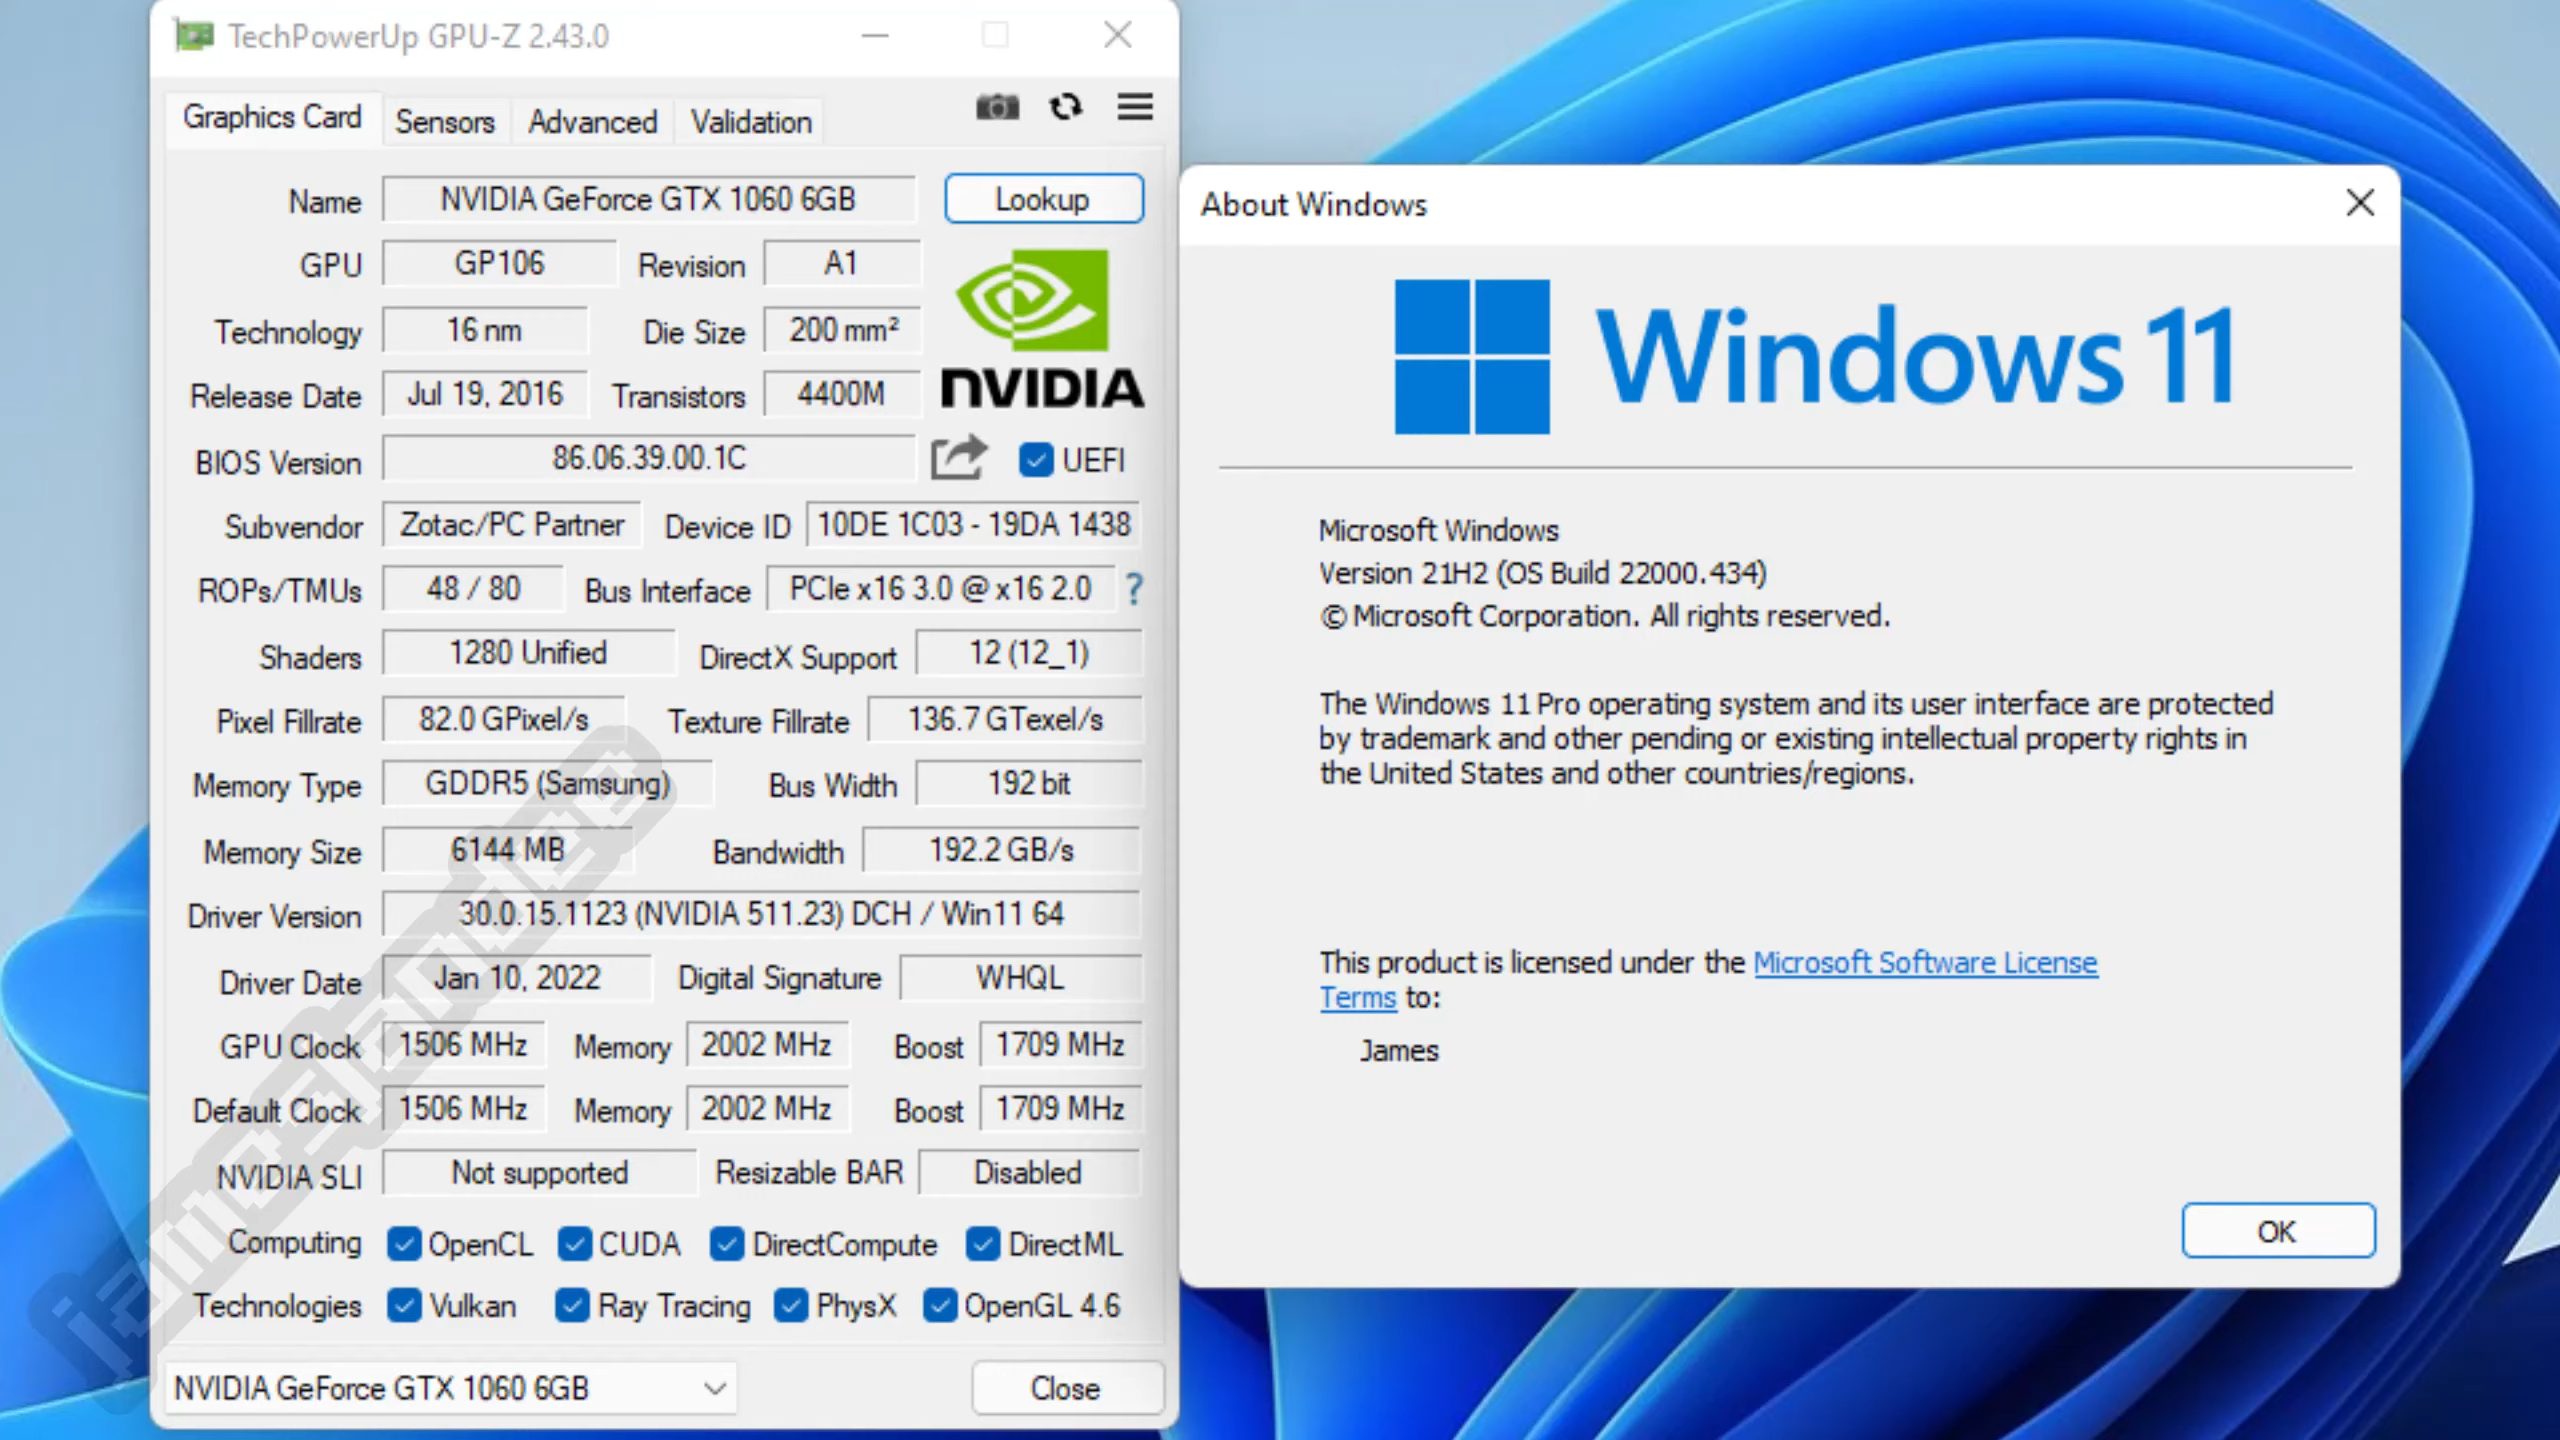 TechPowerUp GPU-Z 2.43.0
Graphics Card Sensors Advanced Validation
Name NVIDIA GeForce GTX 1060 6GB Lookup
GPU GP106 Revision A1
Technology 16 nm Die Size 200 mm²
Release Date Jul 19, 2016 Transistors 4400M
NVIDIA
BIOS Version 86.06.39.00.1C UEFI
Subvendor Zotac/PC Partner Device ID 10DE 1C03 - 19DA 1438
ROPs/TMUs 48 / 80 Bus Interface PCIe x16 3.0 @ x16 2.0 ?
Shaders 1280 Unified DirectX Support 12 (12_1)
Pixel Fillrate 82.0 GPixel/s Texture Fillrate 136.7 GTexel/s
Memory Type GDDR5 (Samsung) Bus Width 192 bit
Memory Size 6144 MB Bandwidth 192.2 GB/s
Driver Version 30.0.15.1123 (NVIDIA 511.23) DCH / Win11 64
Driver Date Jan 10, 2022 Digital Signature WHQL
GPU Clock 1506 MHz Memory 2002 MHz Boost 1709 MHz
Default Clock 1506 MHz Memory 2002 MHz Boost 1709 MHz
NVIDIA SLI Not supported Resizable BAR Disabled
Computing OpenCL CUDA DirectCompute DirectML
Technologies Vulkan Ray Tracing PhysX OpenGL 4.6
NVIDIA GeForce GTX 1060 6GB Close
About Windows
Windows 11
Microsoft Windows
Version 21H2 (OS Build 22000.434)
© Microsoft Corporation. All rights reserved.
The Windows 11 Pro operating system and its user interface are protected
by trademark and other pending or existing intellectual property rights in
the United States and other countries/regions.
This product is licensed under the Microsoft Software License
Terms to:
James
OK